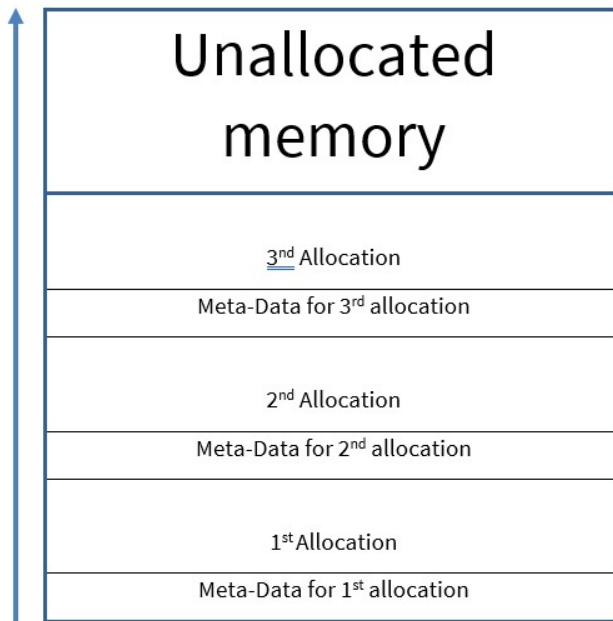 Unallocated
memory
3nd Allocation
Meta-Data for 3rd allocation
2nd Allocation
Meta-Data for 2nd allocation
1st Allocation
Meta-Data for 1st allocation